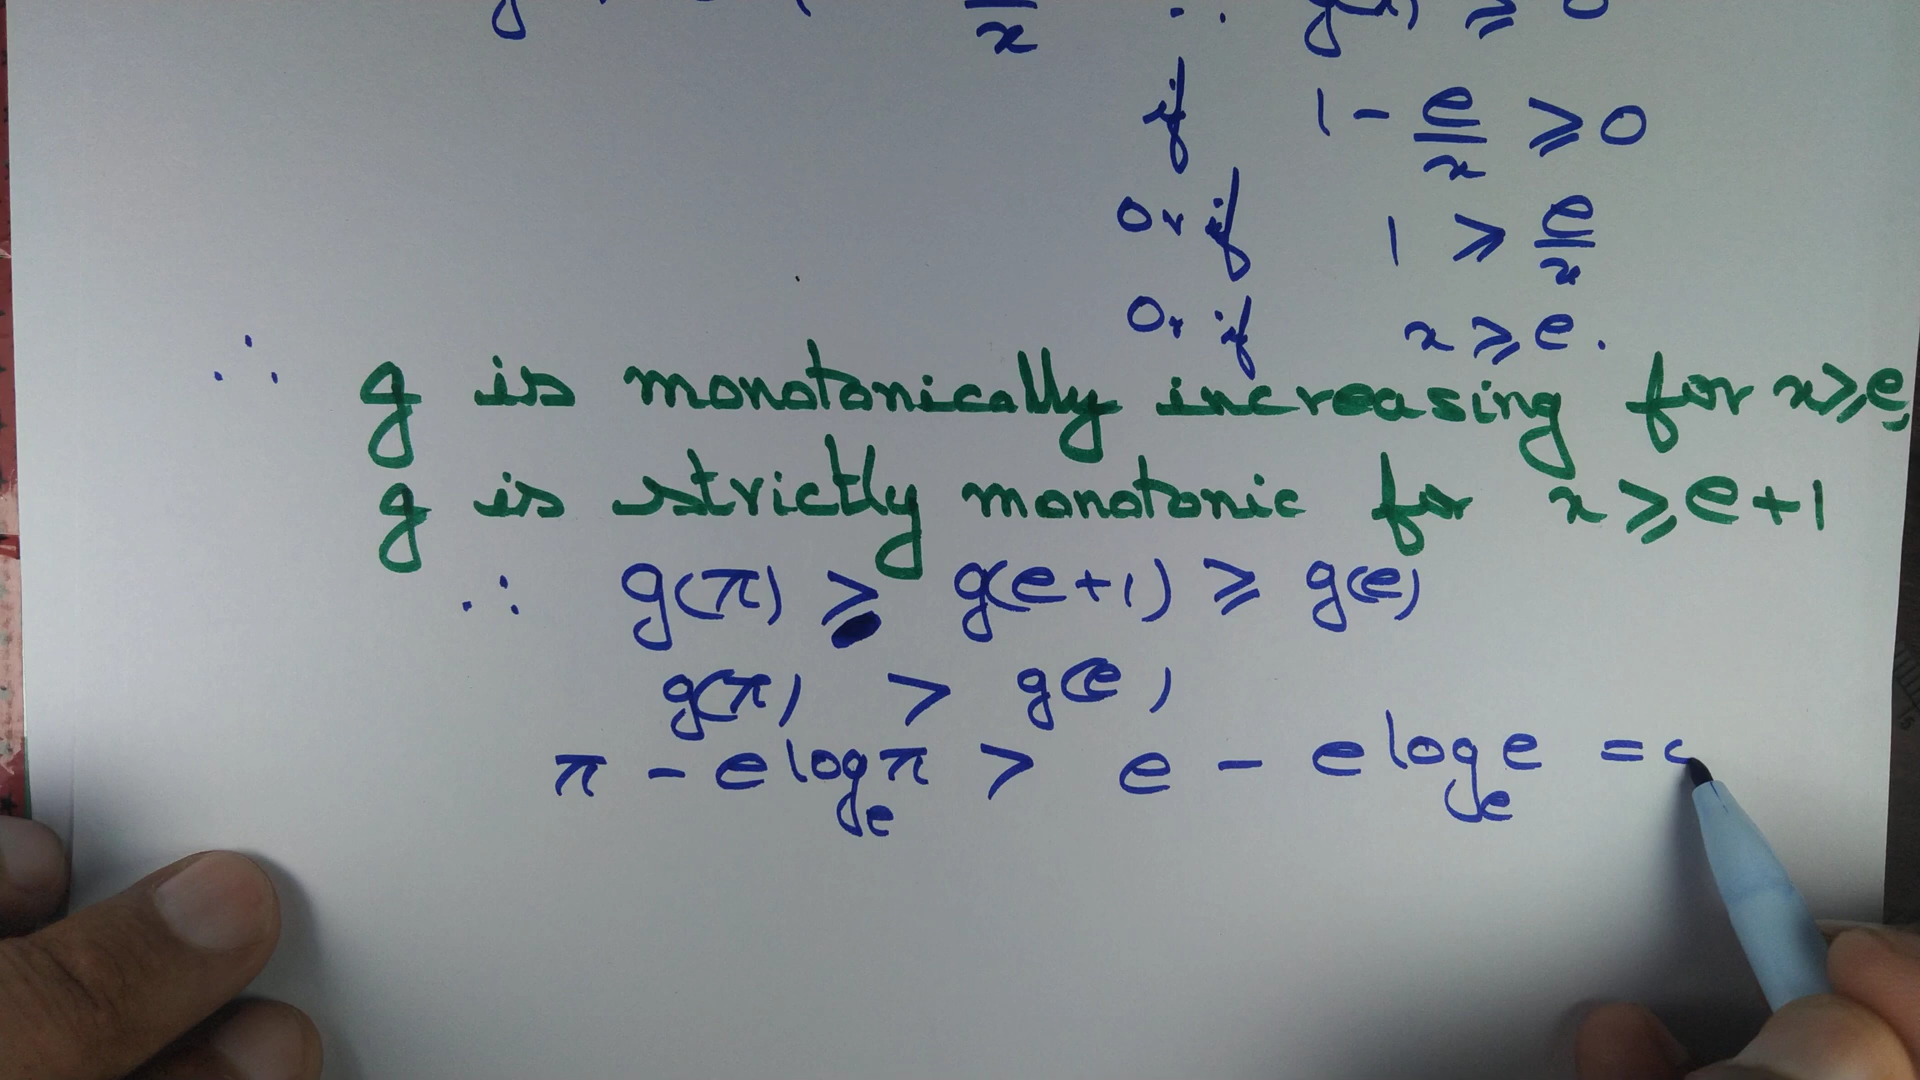 x ∴ g'(x) ≥ 0
if 1 - e/x ≥ 0
Or if 1 ≥ e/x
Or if x ≥ e.
∴ g is monotonically increasing for x ≥ e,
g is strictly monotonic for x ≥ e+1
∴ g(π) ≥ g(e+1) ≥ g(e)
g(π) > g(e)
π - e logₑπ > e - e logₑe =